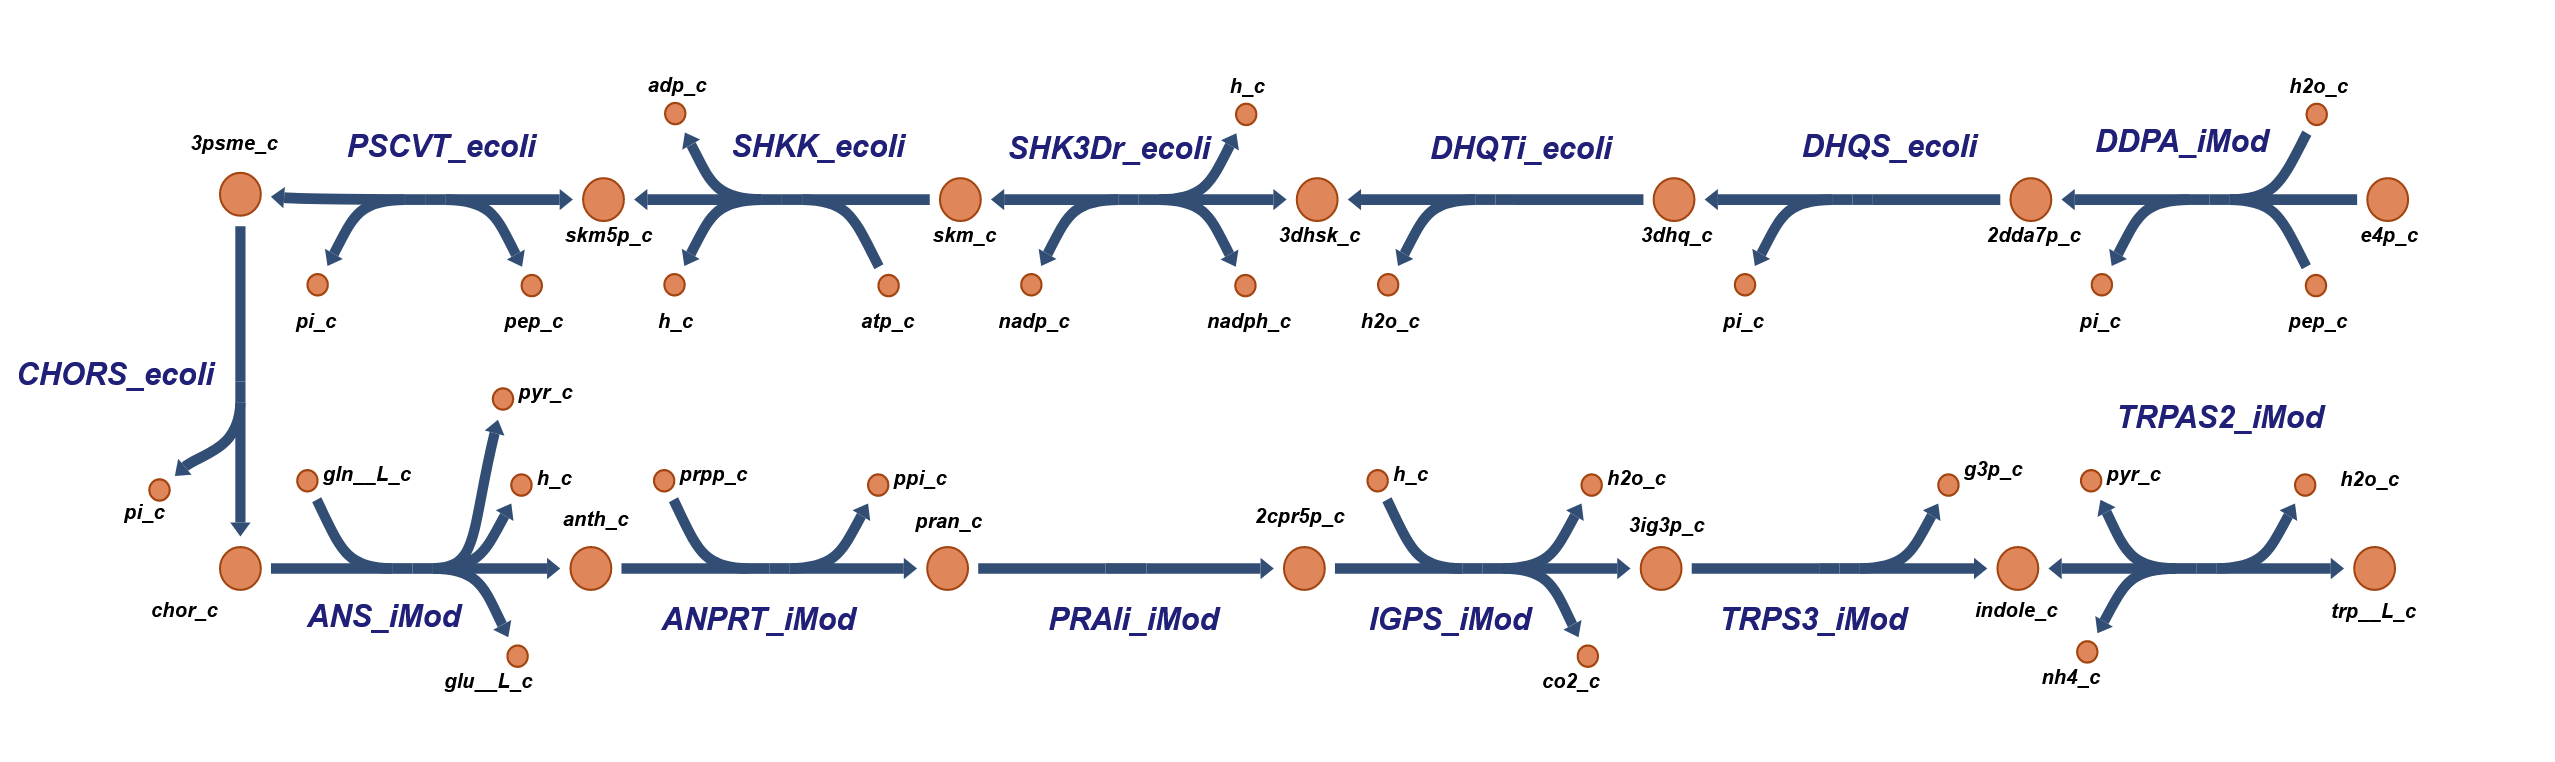 adp_c
h_c
h2o_c
3psme_c
PSCVT_ecoli
SHKK_ecoli
SHK3Dr_ecoli
DHQTi_ecoli
DHQS_ecoli
DDPA_iMod
skm5p_c
skm_c
3dhsk_c
3dhq_c
2dda7p_c
e4p_c
pi_c
pep_c
h_c
atp_c
nadp_c
nadph_c
h2o_c
pi_c
pi_c
pep_c
CHORS_ecoli
pyr_c
TRPAS2_iMod
gln__L_c
h_c
prpp_c
ppi_c
h_c
h2o_c
g3p_c
pyr_c
h2o_c
pi_c
anth_c
pran_c
2cpr5p_c
3ig3p_c
chor_c
ANS_iMod
ANPRT_iMod
PRAIi_iMod
IGPS_iMod
TRPS3_iMod
indole_c
trp__L_c
glu__L_c
co2_c
nh4_c